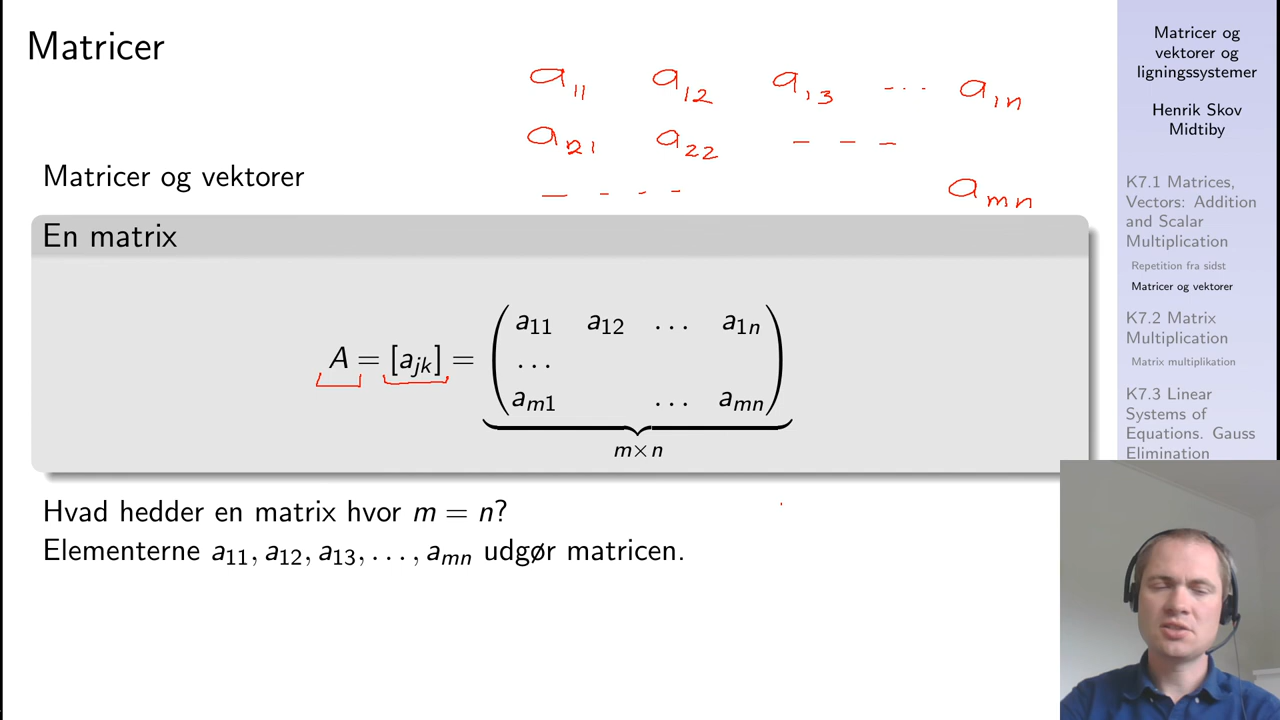 Matricer
a₁₁ a₁₂ a₁₃ ... a₁ₙ
a₂₁ a₂₂ - - -
- - - - aₘₙ
Matricer og vektorer
En matrix
A = [aⱼₖ] = ( a₁₁ a₁₂ ... a₁ₙ
...
aₘ₁ ... aₘₙ )
m×n
Hvad hedder en matrix hvor m = n?
Elementerne a₁₁, a₁₂, a₁₃, ..., aₘₙ udgør matricen.
Matricer og
vektorer og
ligningssystemer
Henrik Skov
Midtiby
K7.1 Matrices,
Vectors: Addition
and Scalar
Multiplication
Repetition fra sidst
Matricer og vektorer
K7.2 Matrix
Multiplication
Matrix multiplikation
K7.3 Linear
Systems of
Equations. Gauss
Elimination